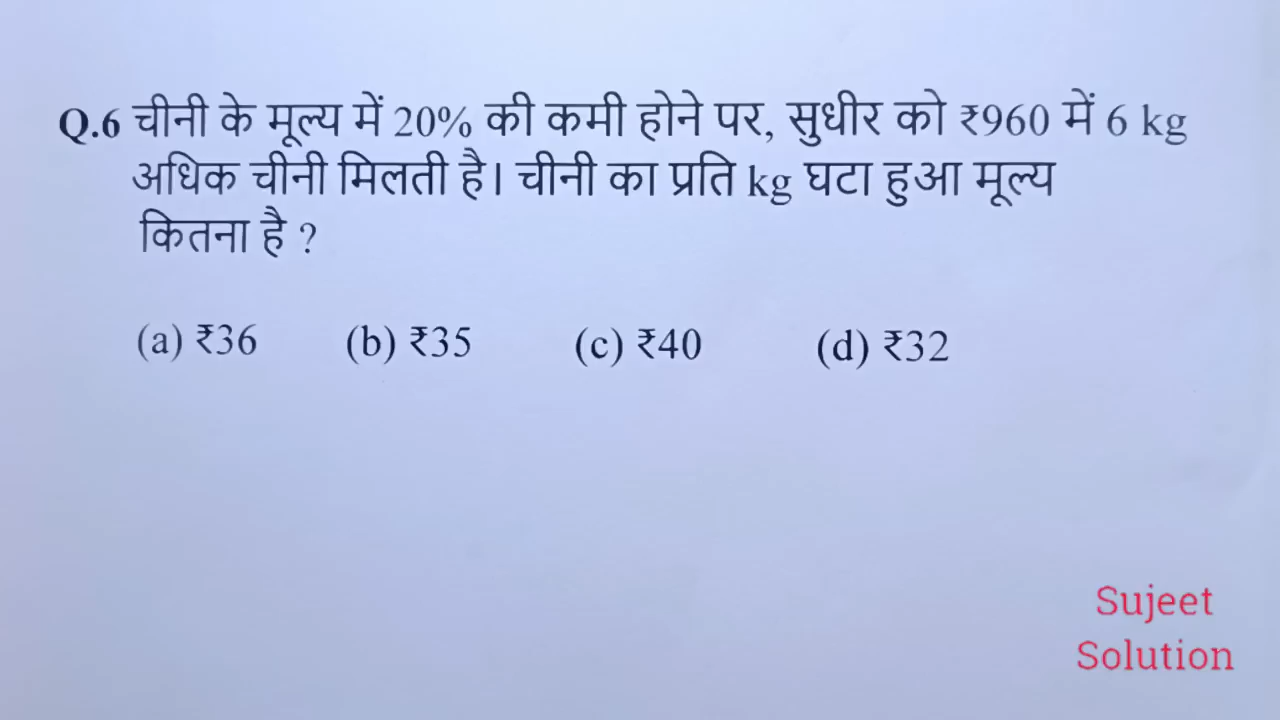 Q.6 चीनी के मूल्य में 20% की कमी होने पर, सुधीर को ₹960 में 6 kg
अधिक चीनी मिलती है। चीनी का प्रति kg घटा हुआ मूल्य
कितना है ?
(a) ₹36 (b) ₹35 (c) ₹40 (d) ₹32
Sujeet
Solution